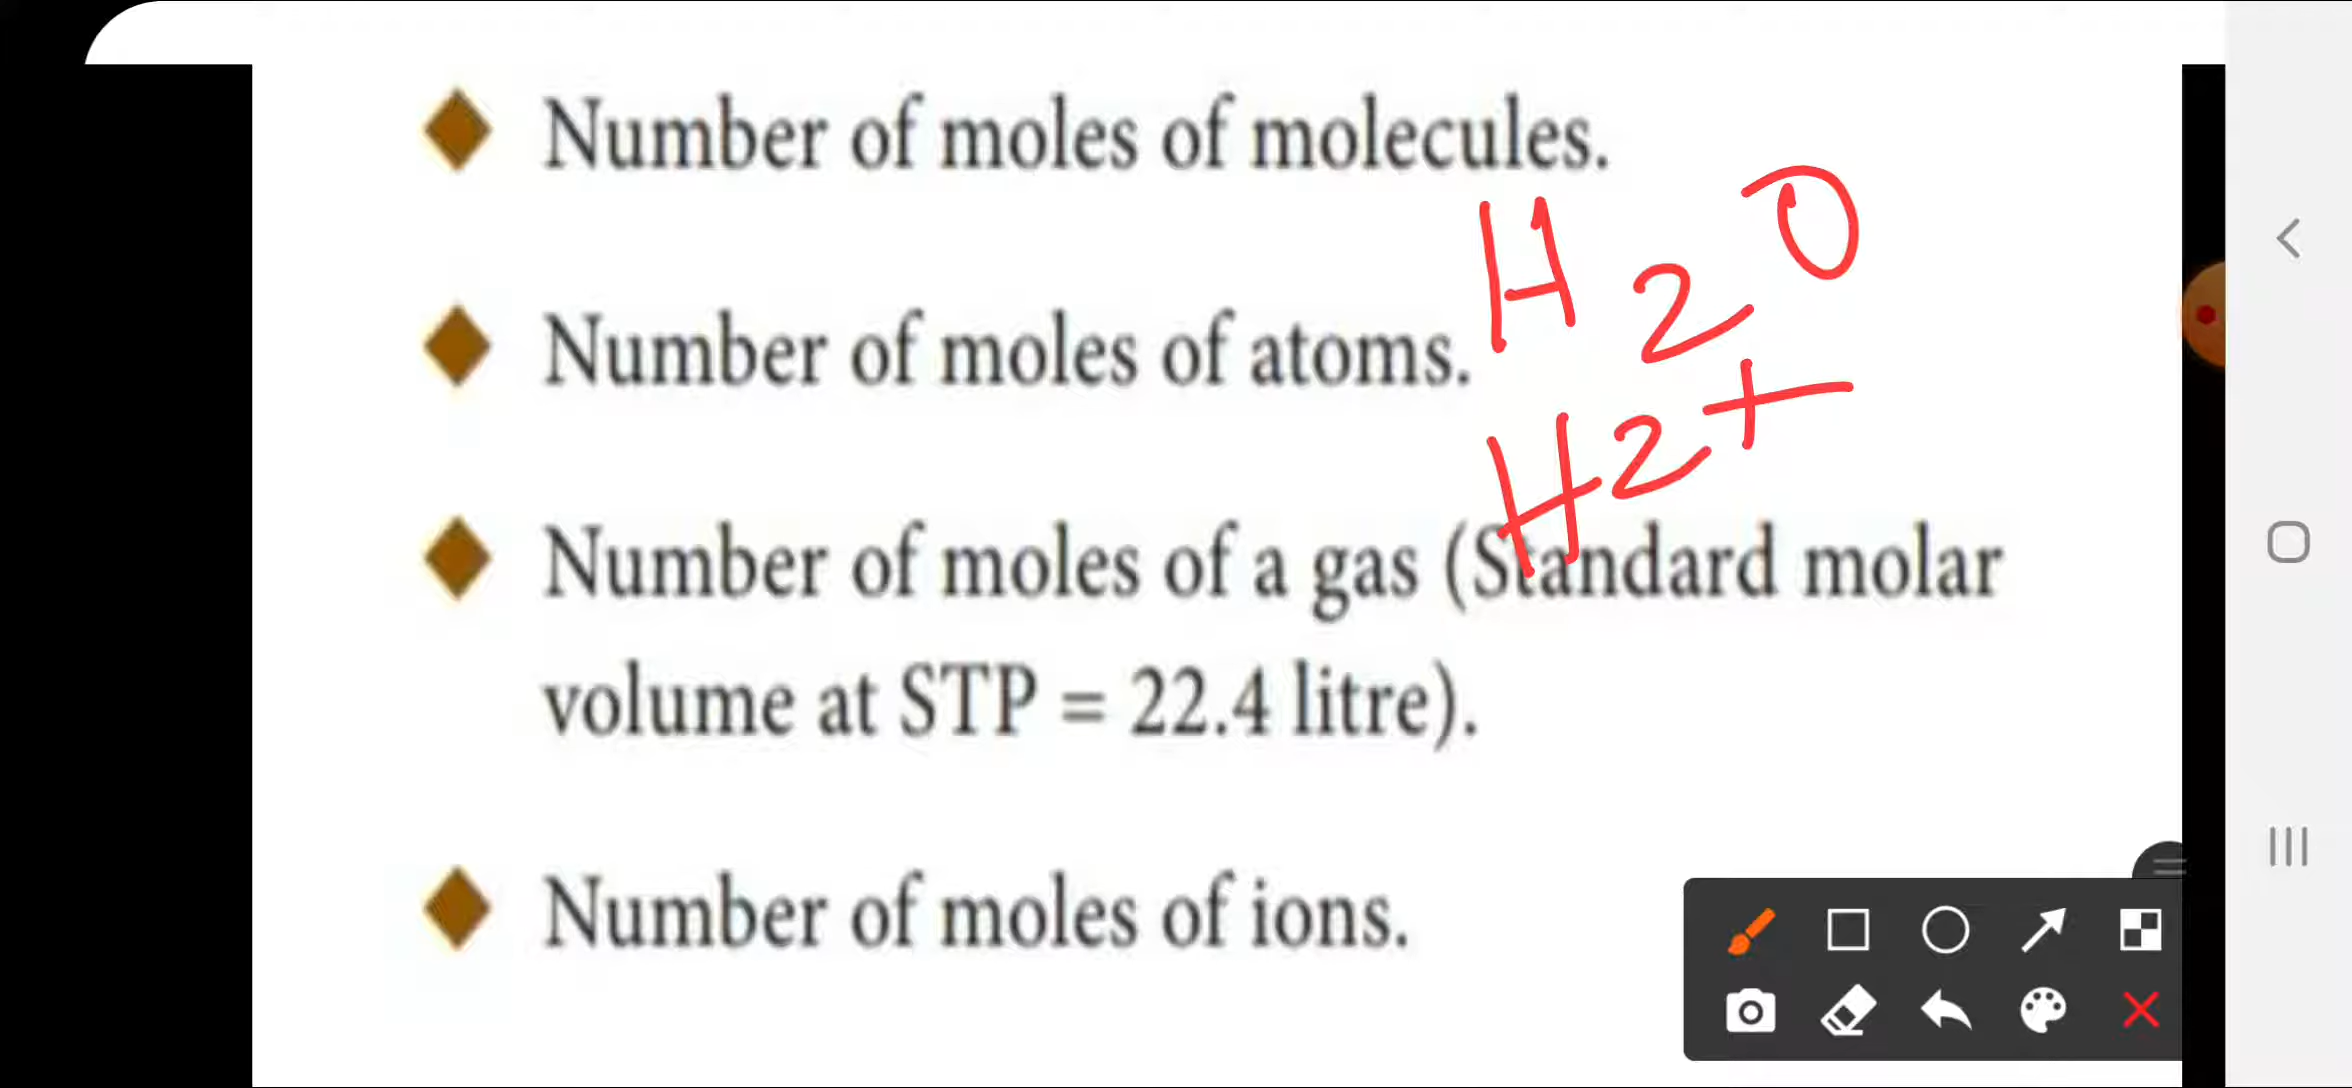 Number of moles of molecules.
H2O
Number of moles of atoms.
H2+
Number of moles of a gas (Standard molar
volume at STP = 22.4 litre).
Number of moles of ions.